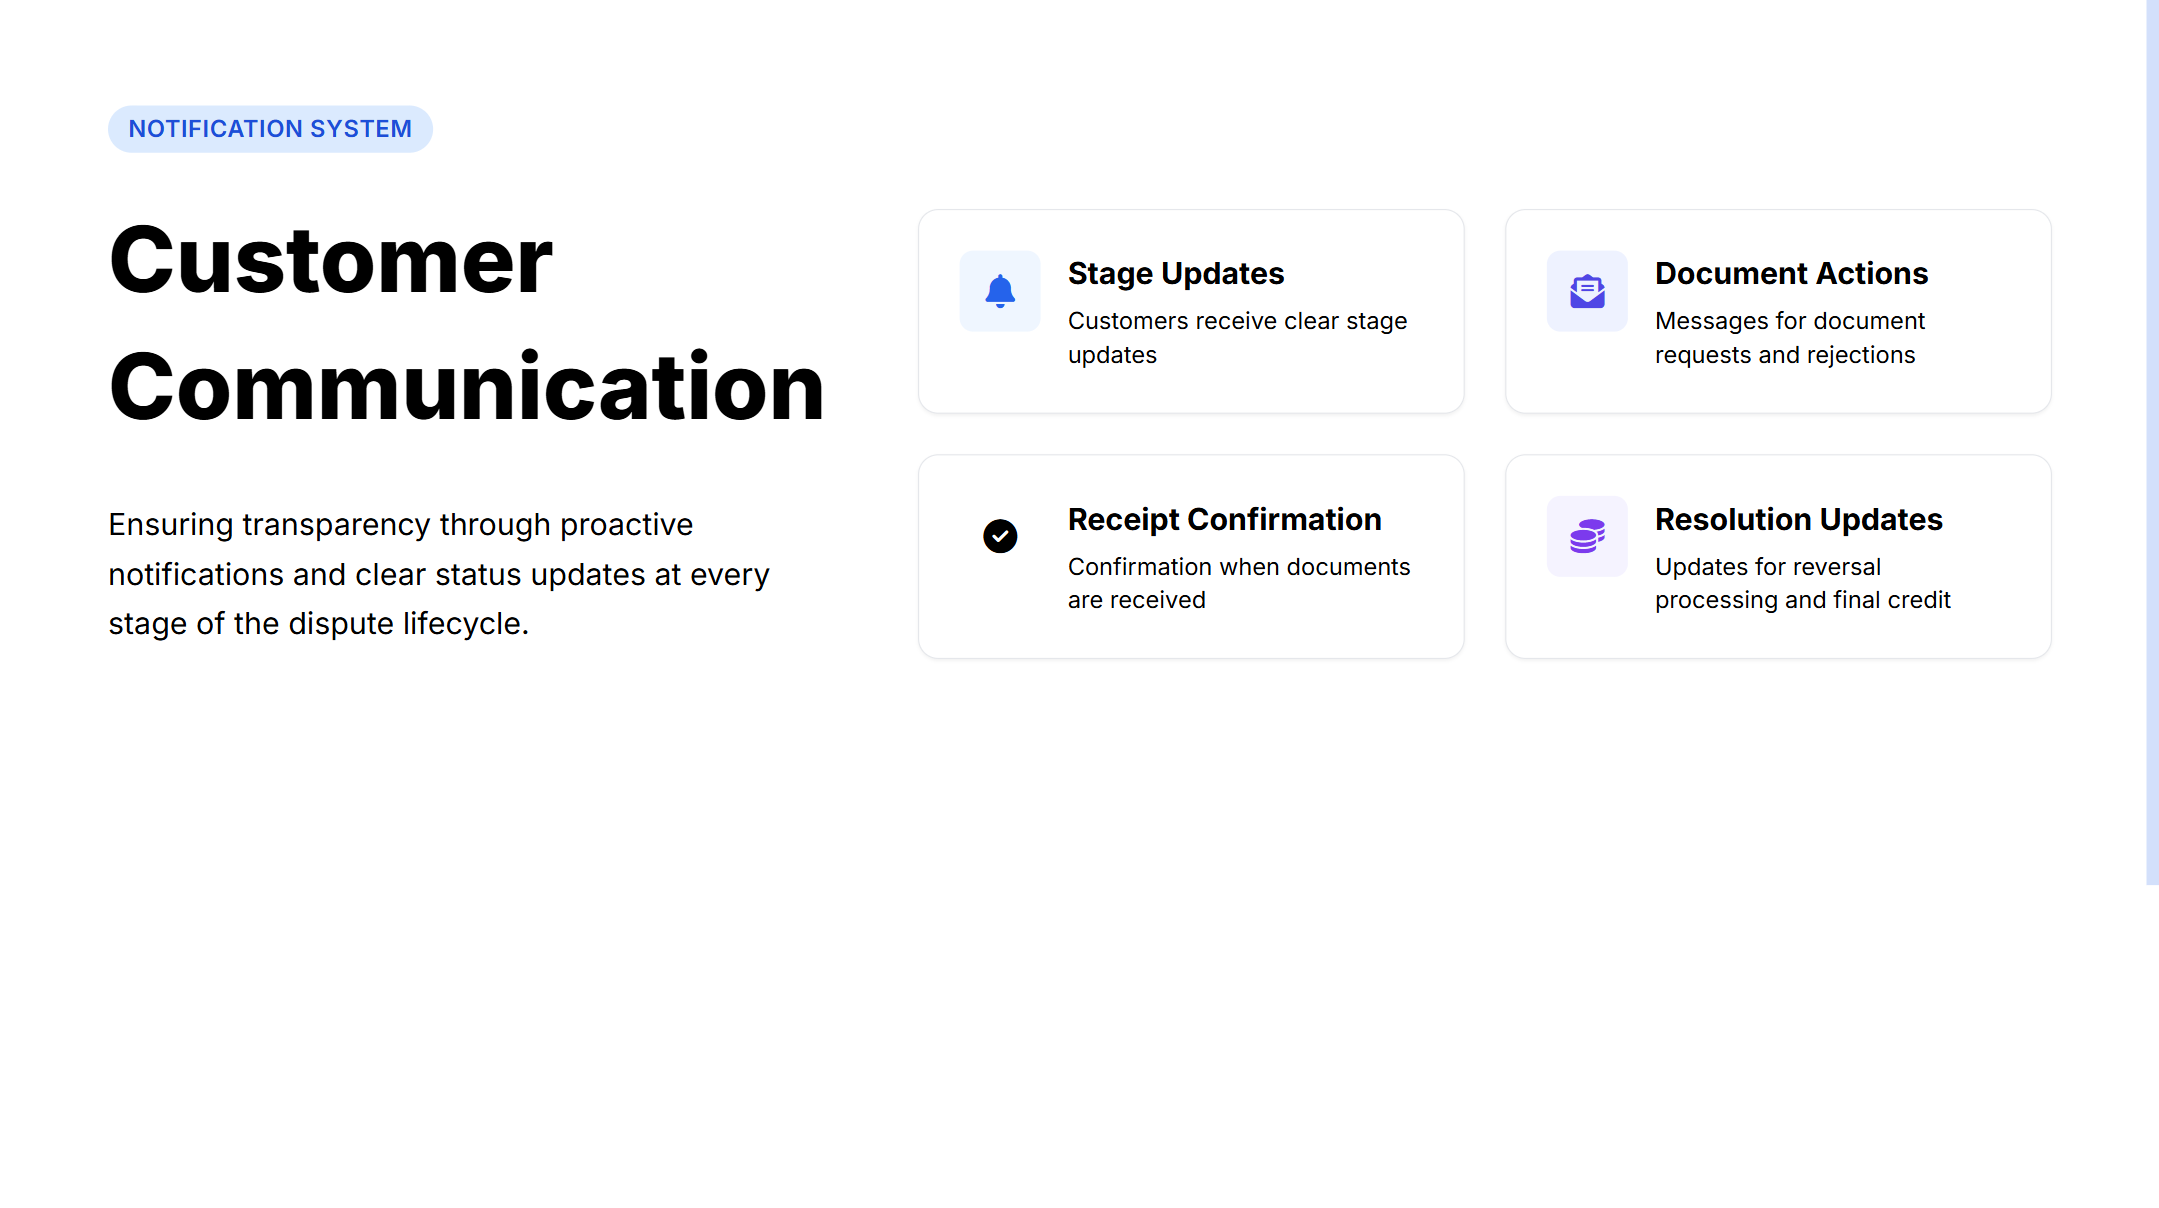 NOTIFICATION SYSTEM
Customer
Communication
Ensuring transparency through proactive
notifications and clear status updates at every
stage of the dispute lifecycle.
Stage Updates
Customers receive clear stage
updates
Document Actions
Messages for document
requests and rejections
Receipt Confirmation
Confirmation when documents
are received
Resolution Updates
Updates for reversal
processing and final credit